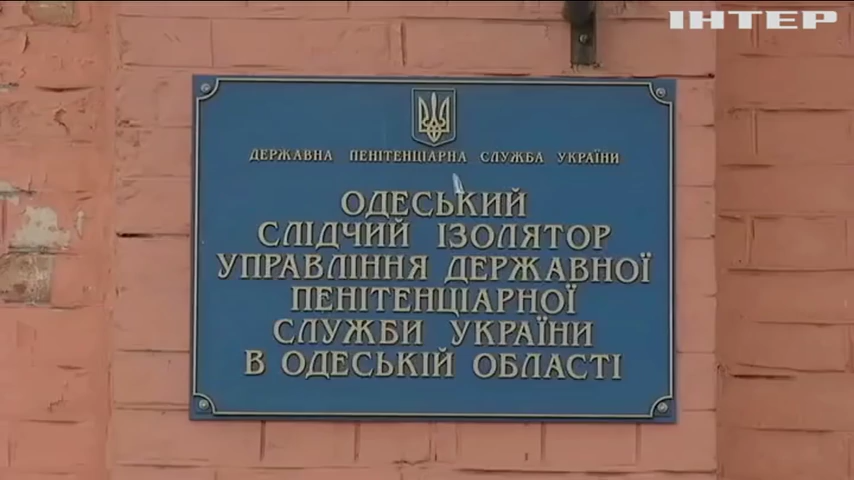 ІНТЕР
ДЕРЖАВНА ПЕНІТЕНЦІАРНА СЛУЖБА УКРАЇНИ
ОДЕСЬКИЙ
СЛІДЧИЙ ІЗОЛЯТОР
УПРАВЛІННЯ ДЕРЖАВНОЇ
ПЕНІТЕНЦІАРНОЇ
СЛУЖБИ УКРАЇНИ
В ОДЕСЬКІЙ ОБЛАСТІ